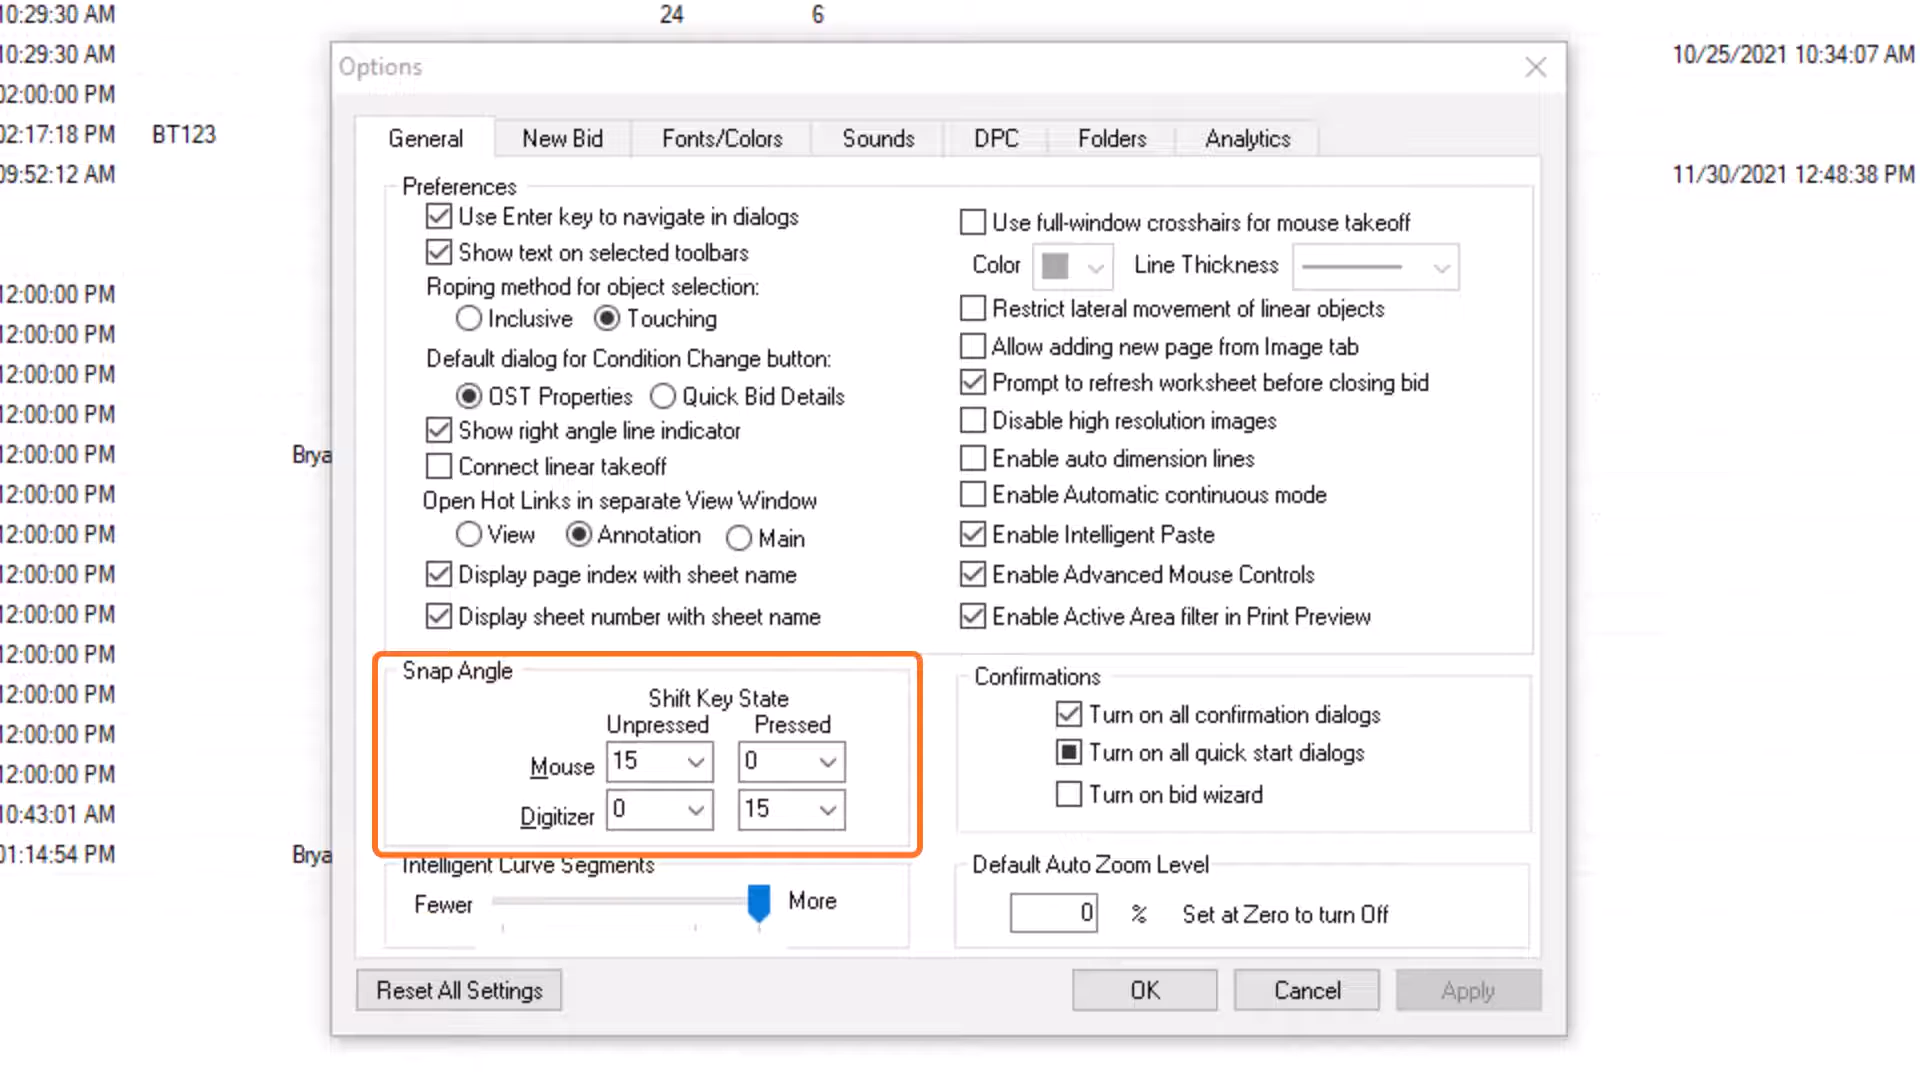 10:29:30 AM 24 6
10:29:30 AM 10/25/2021 10:34:07 AM
02:00:00 PM
02:17:18 PM BT123
09:52:12 AM 11/30/2021 12:48:38 PM
12:00:00 PM
12:00:00 PM
12:00:00 PM
12:00:00 PM
12:00:00 PM Brya
12:00:00 PM
12:00:00 PM
12:00:00 PM
12:00:00 PM
12:00:00 PM
12:00:00 PM
12:00:00 PM
12:00:00 PM
10:43:01 AM
01:14:54 PM Brya
Options
General New Bid Fonts/Colors Sounds DPC Folders Analytics
Preferences
Use Enter key to navigate in dialogs
Show text on selected toolbars
Roping method for object selection:
Inclusive Touching
Default dialog for Condition Change button:
OST Properties Quick Bid Details
Show right angle line indicator
Connect linear takeoff
Open Hot Links in separate View Window
View Annotation Main
Display page index with sheet name
Display sheet number with sheet name
Use full-window crosshairs for mouse takeoff
Color Line Thickness
Restrict lateral movement of linear objects
Allow adding new page from Image tab
Prompt to refresh worksheet before closing bid
Disable high resolution images
Enable auto dimension lines
Enable Automatic continuous mode
Enable Intelligent Paste
Enable Advanced Mouse Controls
Enable Active Area filter in Print Preview
Snap Angle
Shift Key State
Unpressed Pressed
Mouse 15 0
Digitizer 0 15
Confirmations
Turn on all confirmation dialogs
Turn on all quick start dialogs
Turn on bid wizard
Intelligent Curve Segments
Fewer More
Default Auto Zoom Level
0 % Set at Zero to turn Off
Reset All Settings OK Cancel Apply